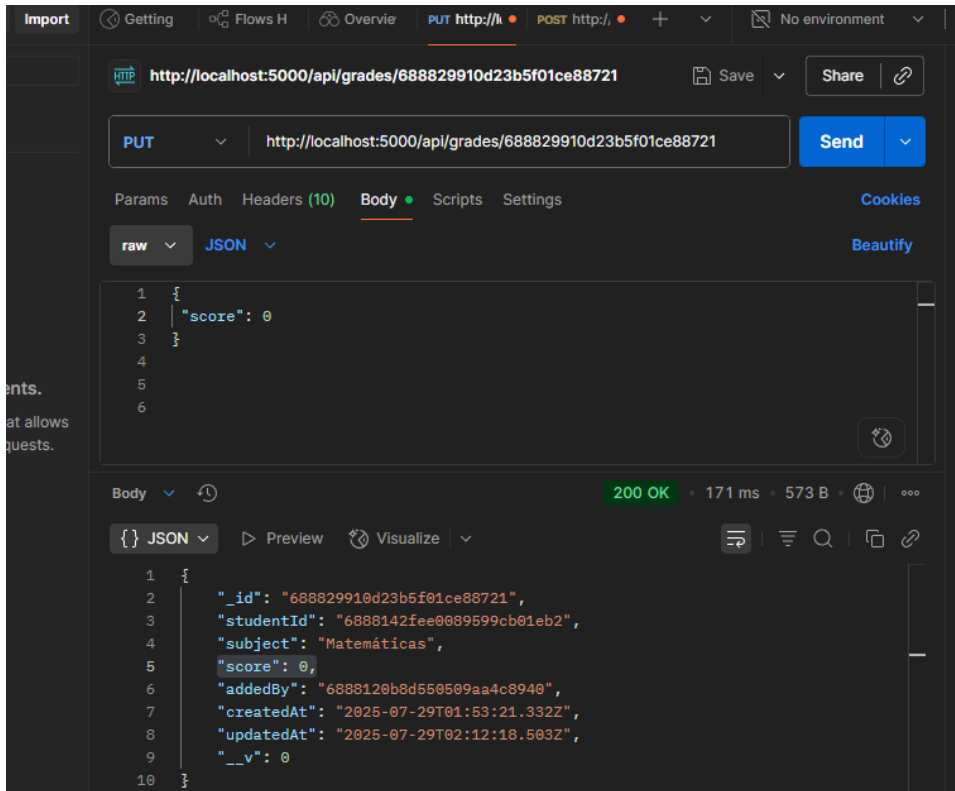 Import
Getting
Flows H
Overvie
PUT http://l
POST http:/,
No environment
HTTP http://localhost:5000/api/grades/688829910d23b5f01ce88721
Save
Share
PUT
http://localhost:5000/api/grades/688829910d23b5f01ce88721
Send
Params Auth Headers (10) Body Scripts Settings
Cookies
raw JSON
Beautify
1 {
2 "score": 0
3 }
4
5
6
ents.
at allows
quests.
Body
200 OK • 171 ms • 573 B
{} JSON Preview Visualize
1 {
2 "_id": "688829910d23b5f01ce88721",
3 "studentId": "6888142fee0089599cb01eb2",
4 "subject": "Matemáticas",
5 "score": 0,
6 "addedBy": "6888120b8d550509aa4c8940",
7 "createdAt": "2025-07-29T01:53:21.332Z",
8 "updatedAt": "2025-07-29T02:12:18.503Z",
9 "__v": 0
10 }